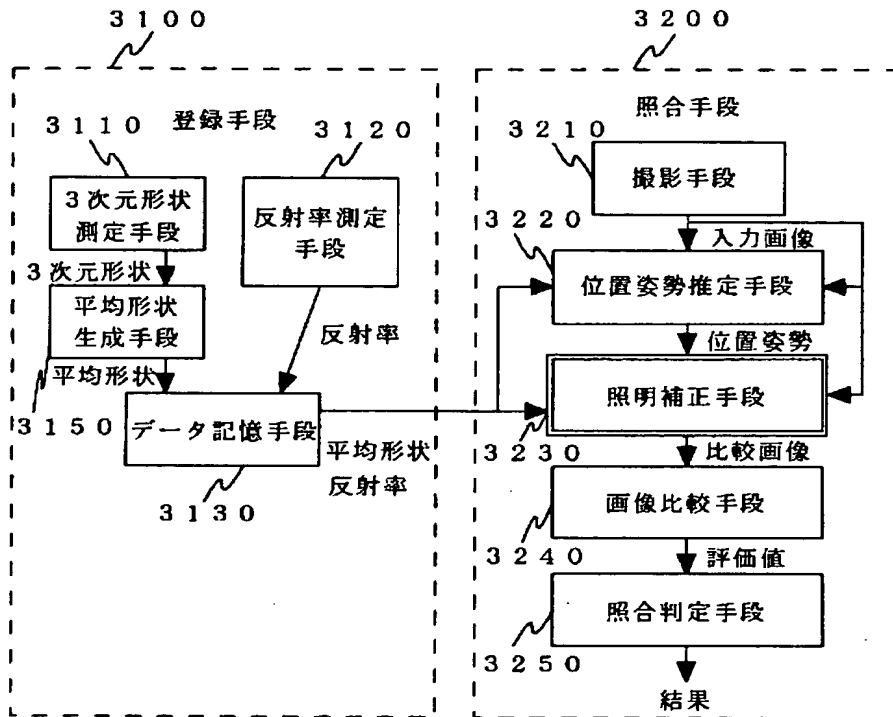 3100
3200
登録手段
3110
3120
3次元形状
測定手段
反射率測定
手段
3次元形状
平均形状
生成手段
反射率
平均形状
3150
データ記憶手段
平均形状
反射率
3130
照合手段
3210
撮影手段
3220
入力画像
位置姿勢推定手段
位置姿勢
照明補正手段
3230
比較画像
画像比較手段
3240
評価値
照合判定手段
3250
結果